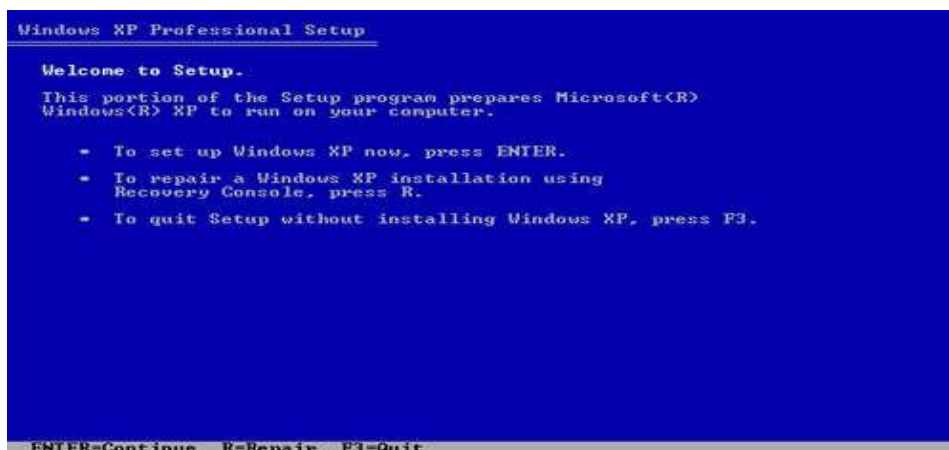 Windows XP Professional Setup
Welcome to Setup.
This portion of the Setup program prepares Microsoft(R)
Windows(R) XP to run on your computer.
• To set up Windows XP now, press ENTER.
• To repair a Windows XP installation using
Recovery Console, press R.
• To quit Setup without installing Windows XP, press F3.
ENTER=Continue R=Repair F3=Quit